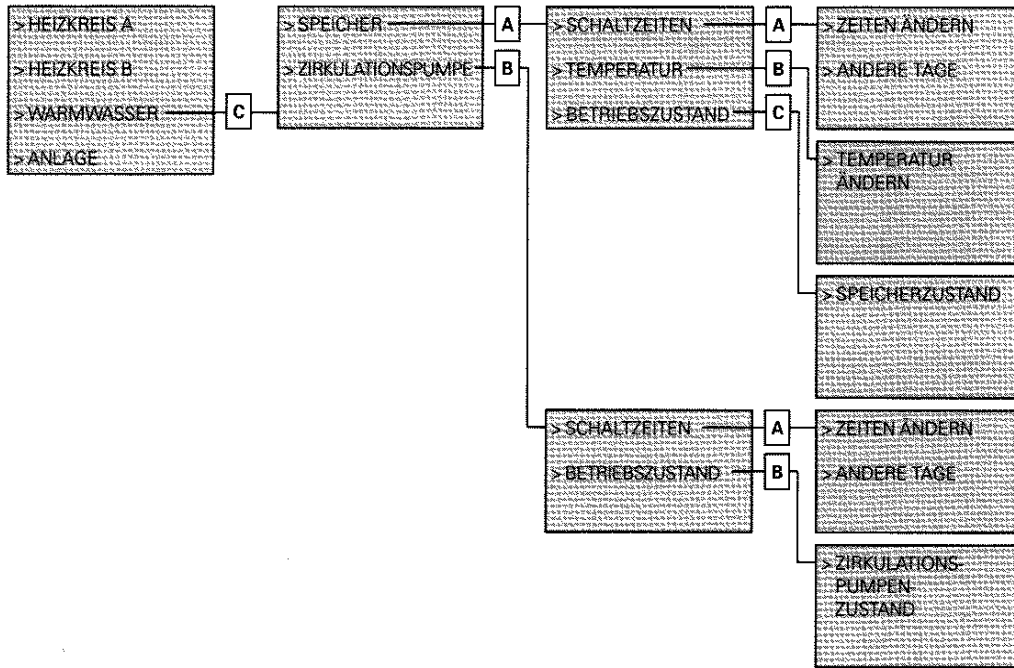 > HEIZKREIS A
> HEIZKREIS B
> WARMWASSER
C
> ANLAGE
> SPEICHER
A
> ZIRKULATIONSPUMPE
B
> SCHALTZEITEN
A
> TEMPERATUR
B
> BETRIEBSZUSTAND
C
> ZEITEN ÄNDERN
> ANDERE TAGE
> TEMPERATUR
ÄNDERN
> SPEICHERZUSTAND
> SCHALTZEITEN
A
> BETRIEBSZUSTAND
B
> ZEITEN ÄNDERN
> ANDERE TAGE
> ZIRKULATIONS-
PUMPEN-
ZUSTAND